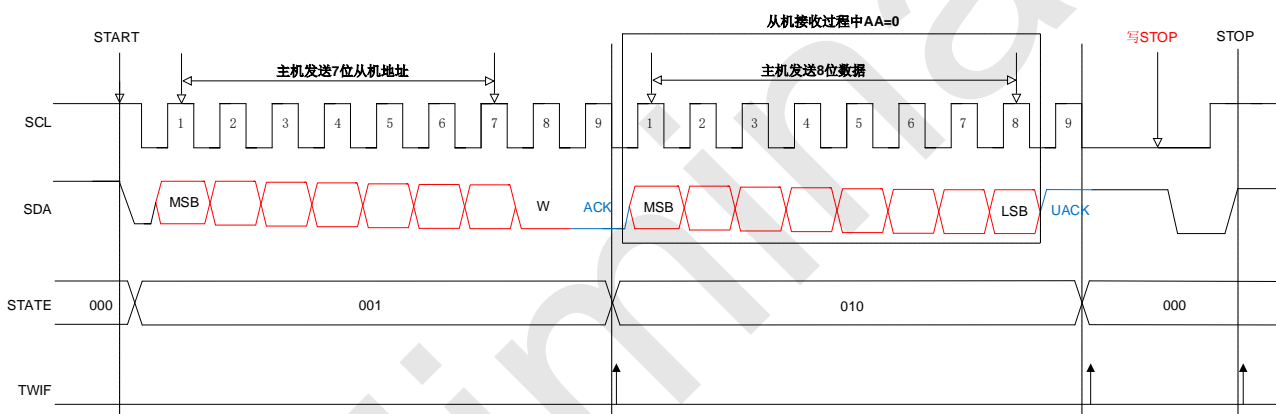 从机接收过程中AA=0
START
写STOP
STOP
主机发送7位从机地址
主机发送8位数据
SCL
1 2 3 4 5 6 7 8 9 1 2 3 4 5 6 7 8 9
SDA
MSB W ACK MSB LSB UACK
STATE 000 001 010 000
TWIF